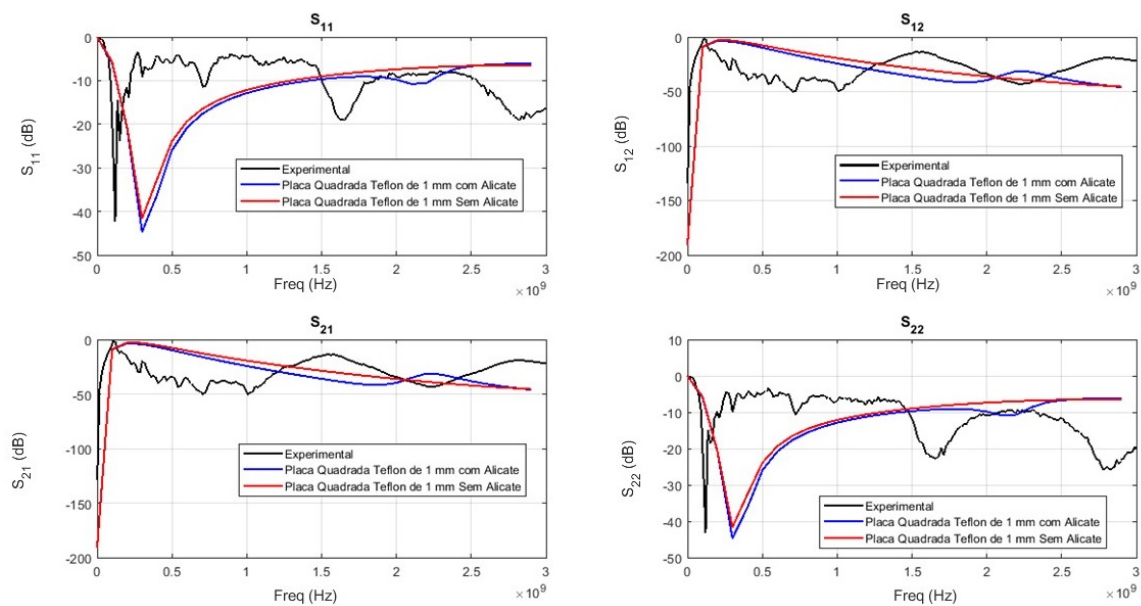 S11
0
-10
-20
-30
-40
-50
S11 (dB)
Experimental
Placa Quadrada Teflon de 1 mm com Alicate
Placa Quadrada Teflon de 1 mm Sem Alicate
0 0.5 1 1.5 2 2.5 3
Freq (Hz)
×10^9
S12
0
-50
-100
-150
-200
S12 (dB)
Experimental
Placa Quadrada Teflon de 1 mm com Alicate
Placa Quadrada Teflon de 1 mm Sem Alicate
0 0.5 1 1.5 2 2.5 3
Freq (Hz)
×10^9
S21
0
-50
-100
-150
-200
S21 (dB)
Experimental
Placa Quadrada Teflon de 1 mm com Alicate
Placa Quadrada Teflon de 1 mm Sem Alicate
0 0.5 1 1.5 2 2.5 3
Freq (Hz)
×10^9
S22
10
0
-10
-20
-30
-40
-50
S22 (dB)
Experimental
Placa Quadrada Teflon de 1 mm com Alicate
Placa Quadrada Teflon de 1 mm Sem Alicate
0 0.5 1 1.5 2 2.5 3
Freq (Hz)
×10^9